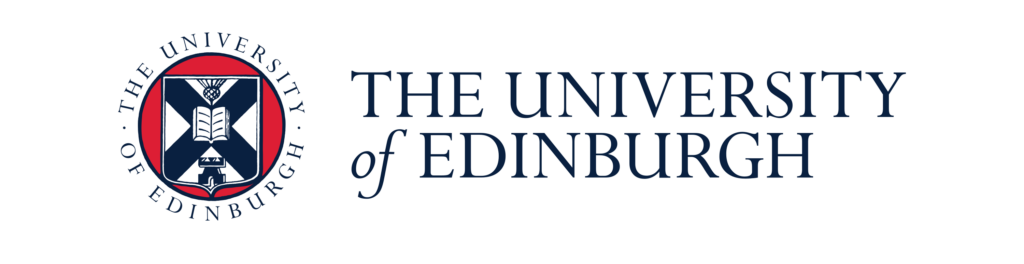 · THE UNIVERSITY ·
OF EDINBURGH
THE UNIVERSITY
of EDINBURGH